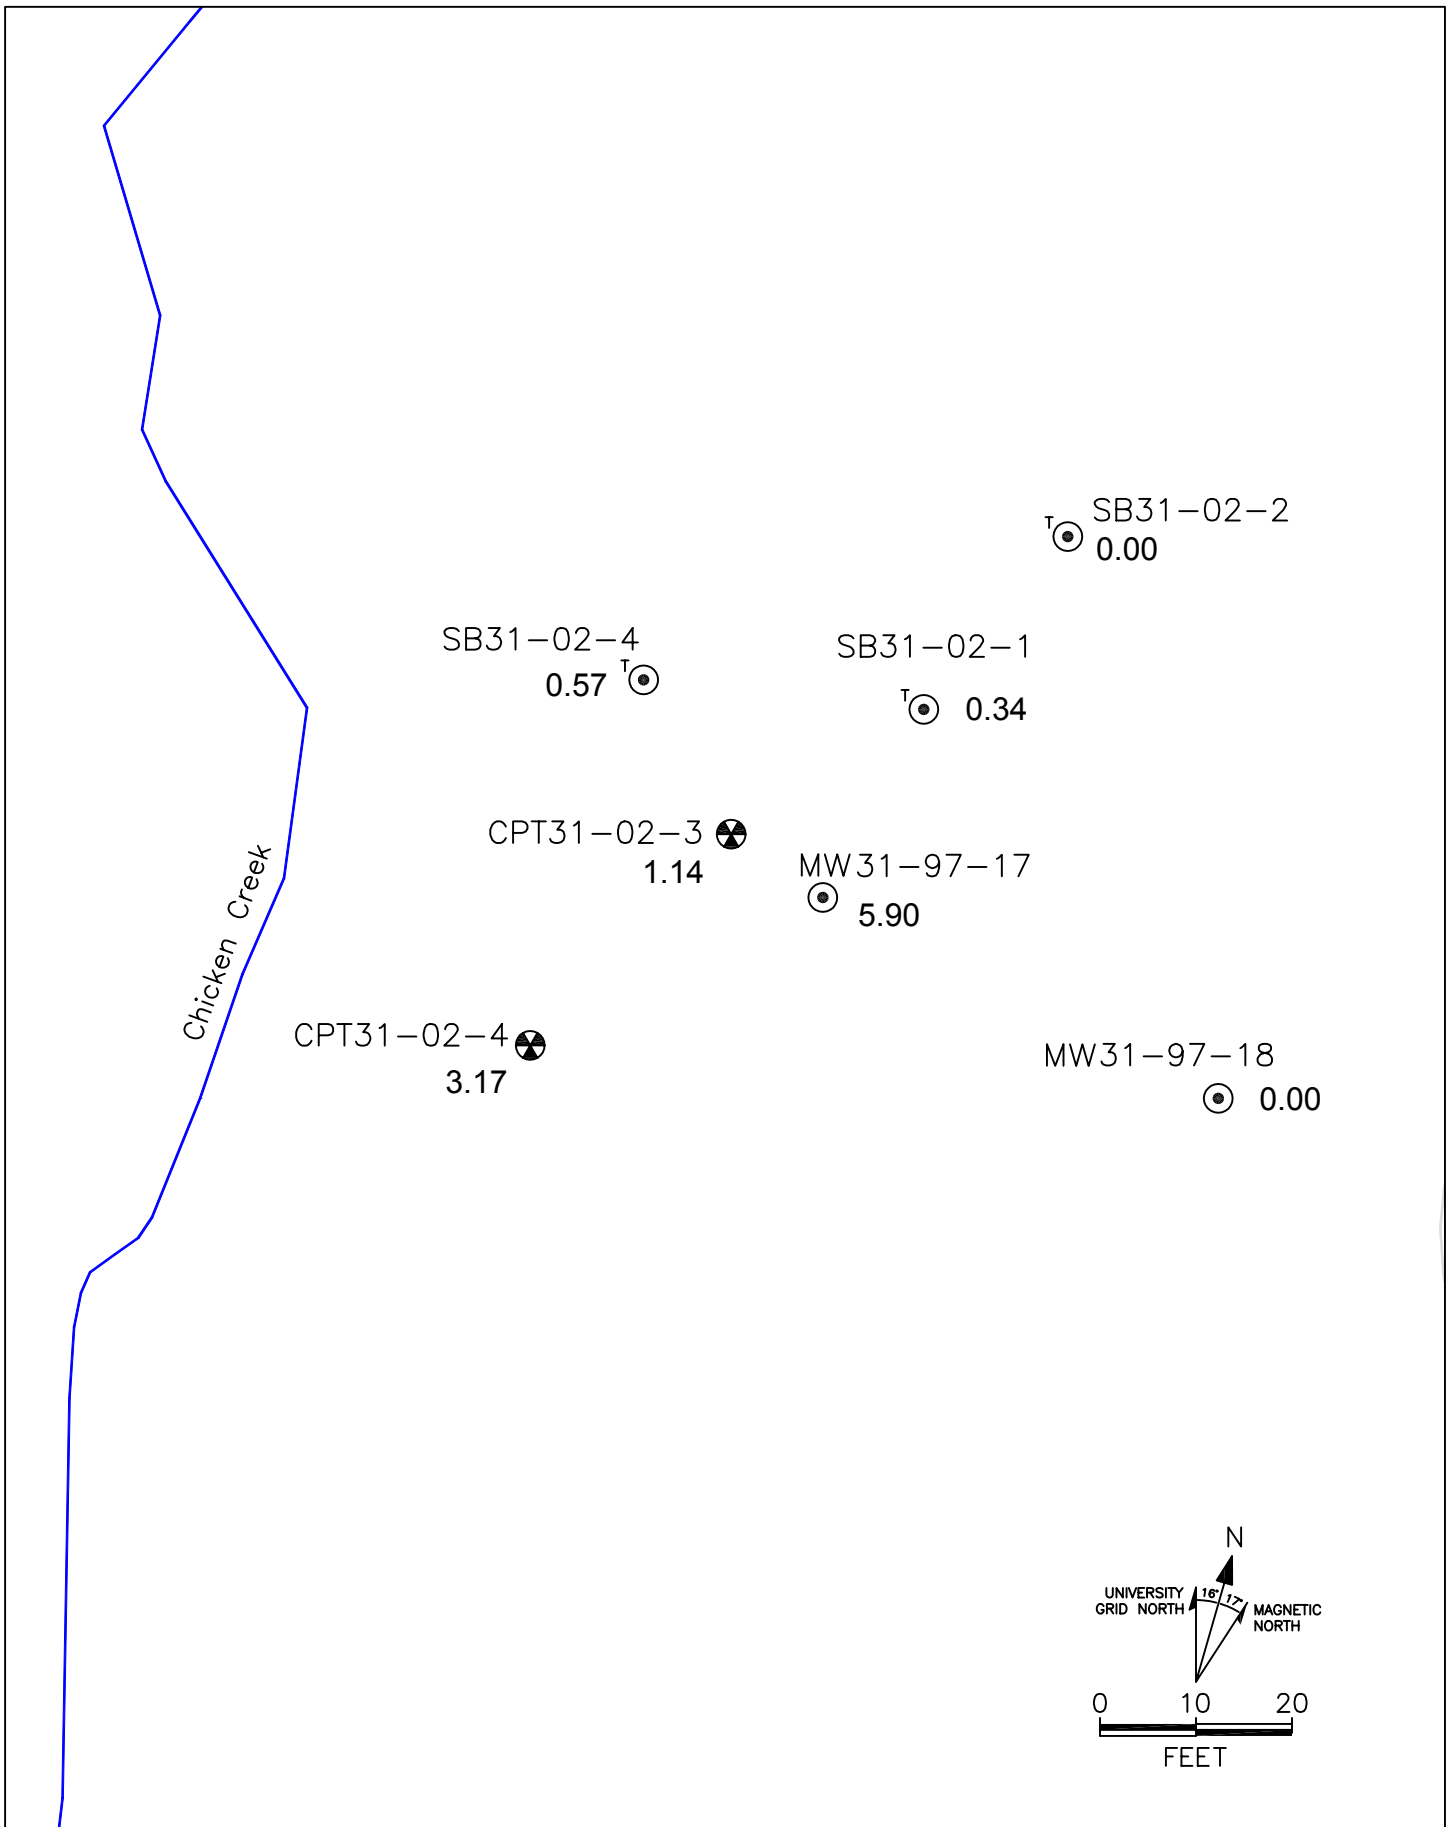 SB31-02-2
T
0.00
SB31-02-4
T
0.57
SB31-02-1
T
0.34
CPT31-02-3
1.14
MW31-97-17
5.90
Chicken Creek
CPT31-02-4
3.17
MW31-97-18
0.00
N
UNIVERSITY
GRID NORTH
16°
17°
MAGNETIC
NORTH
0 10 20
FEET